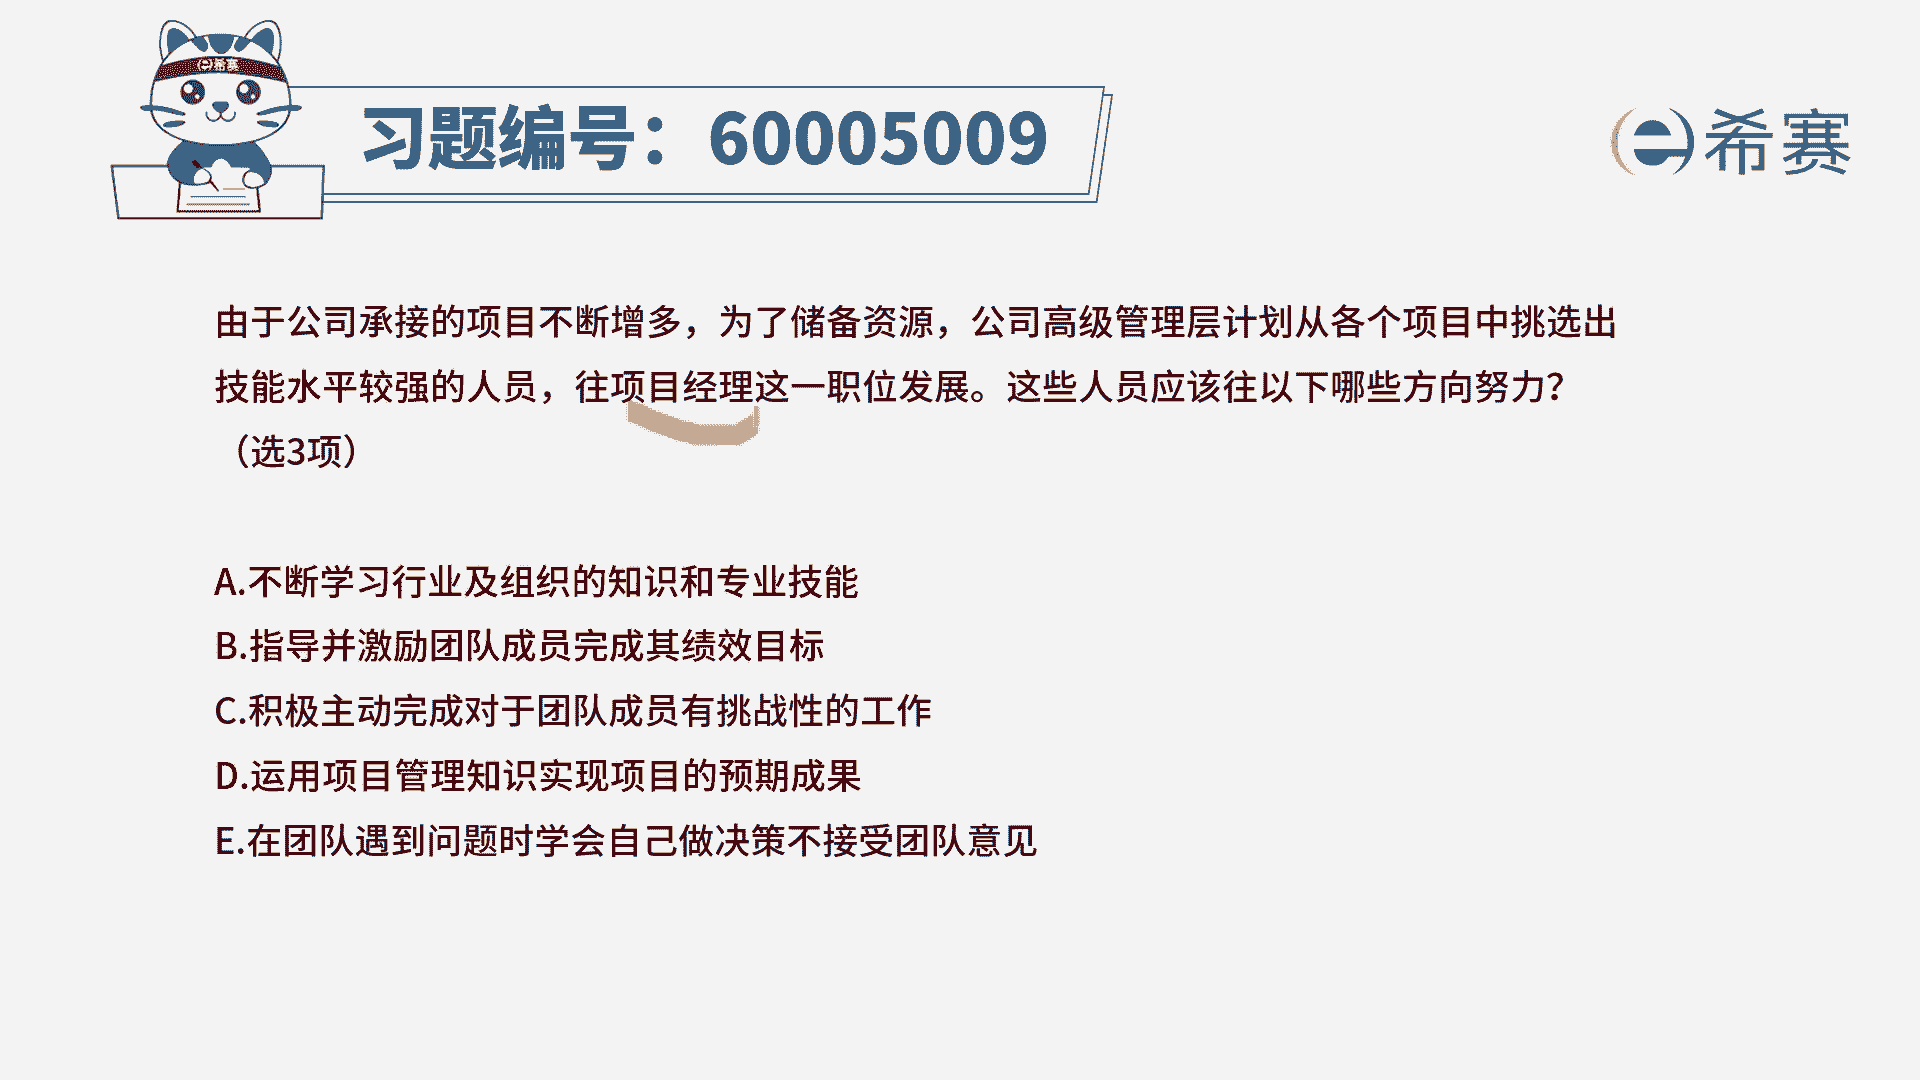 e希赛
习题编号：60005009
e希赛
由于公司承接的项目不断增多，为了储备资源，公司高级管理层计划从各个项目中挑选出
技能水平较强的人员，往项目经理这一职位发展。这些人员应该往以下哪些方向努力？
（选3项）
A.不断学习行业及组织的知识和专业技能
B.指导并激励团队成员完成其绩效目标
C.积极主动完成对于团队成员有挑战性的工作
D.运用项目管理知识实现项目的预期成果
E.在团队遇到问题时学会自己做决策不接受团队意见